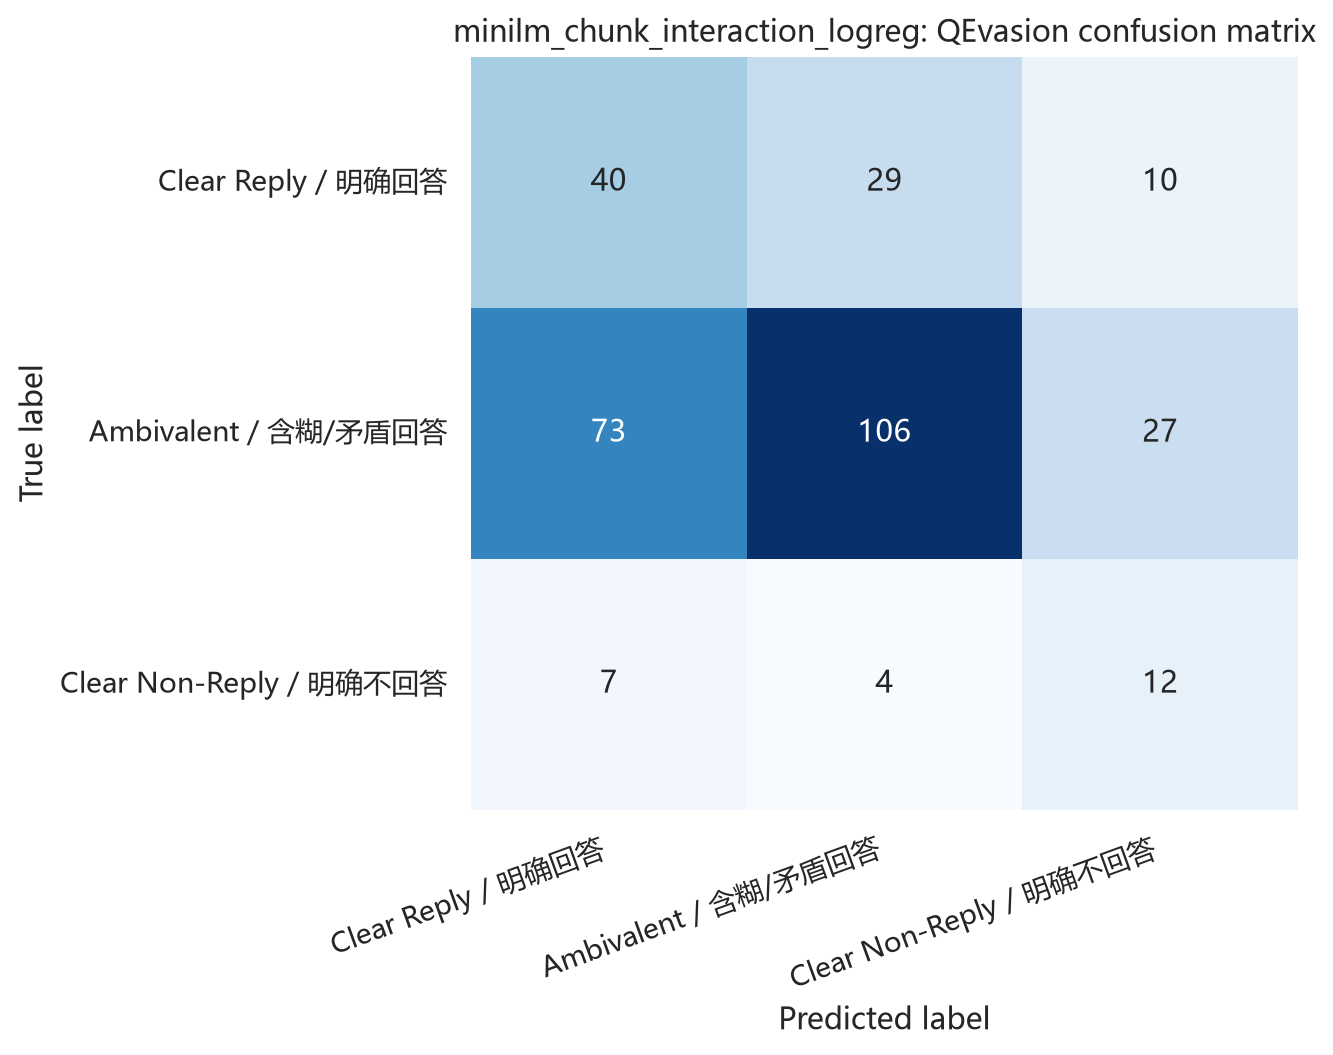 minilm_chunk_interaction_logreg: QEvasion confusion matrix
Clear Reply / 明确回答
40
29
10
Ambivalent / 含糊/矛盾回答
73
106
27
Clear Non-Reply / 明确不回答
7
4
12
True label
Clear Reply / 明确回答
Ambivalent / 含糊/矛盾回答
Clear Non-Reply / 明确不回答
Predicted label